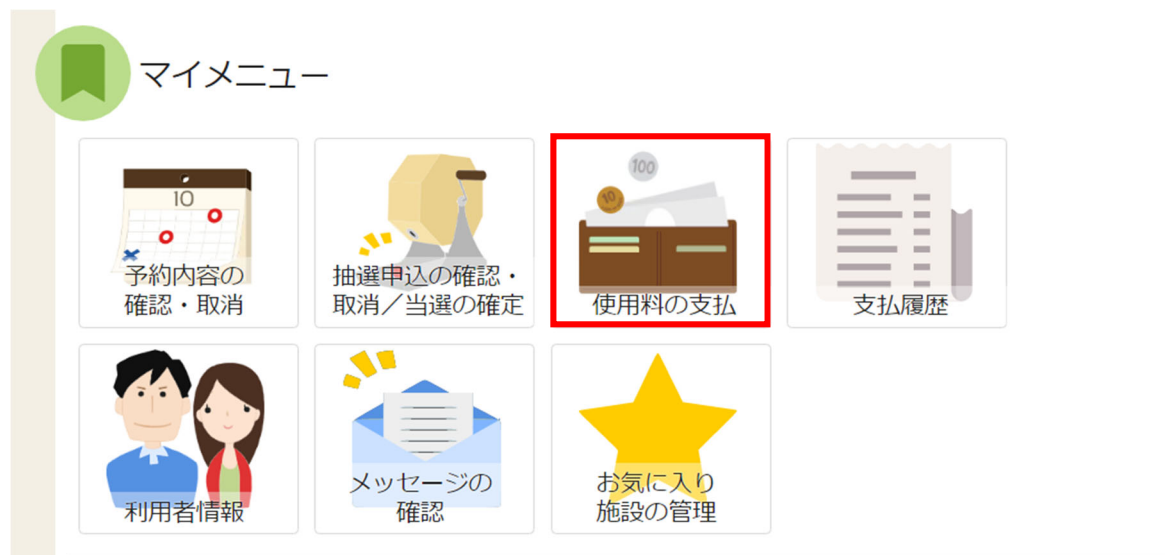 マイメニュー
10
予約内容の
確認・取消
抽選申込の確認・
取消／当選の確定
100
10
使用料の支払
支払履歴
利用者情報
メッセージの
確認
お気に入り
施設の管理